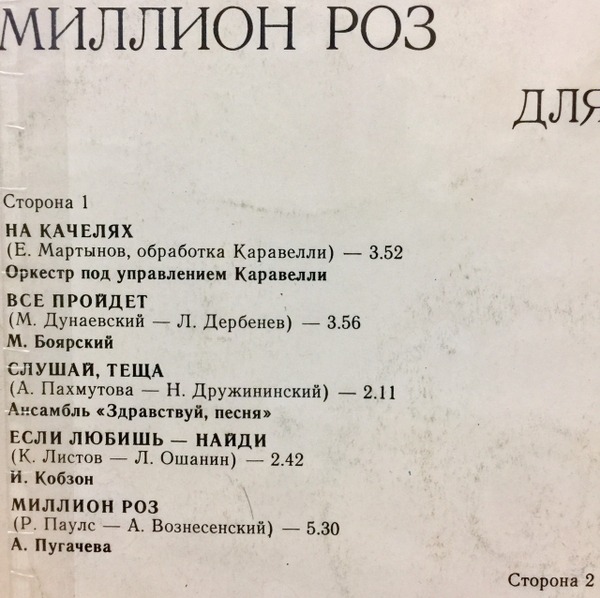 МИЛЛИОН РОЗ
ДЛЯ
Сторона 1
НА КАЧЕЛЯХ
(Е. Мартынов, обработка Каравелли) — 3.52
Оркестр под управлением Каравелли
ВСЕ ПРОЙДЕТ
(М. Дунаевский — Л. Дербенев) — 3.56
М. Боярский
СЛУШАЙ, ТЕЩА
(А. Пахмутова — Н. Дружининский) — 2.11
Ансамбль «Здравствуй, песня»
ЕСЛИ ЛЮБИШЬ — НАЙДИ
(К. Листов — Л. Ошанин) — 2.42
Й. Кобзон
МИЛЛИОН РОЗ
(Р. Паулс — А. Вознесенский) — 5.30
А. Пугачева
Сторона 2